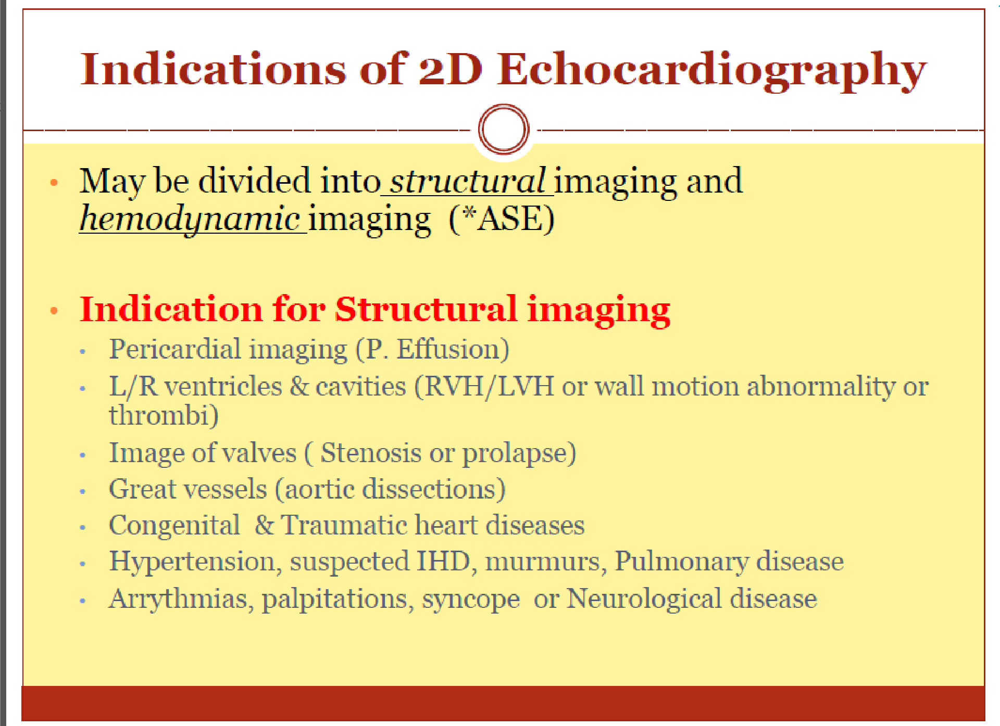 Indications of 2D Echocardiography
• May be divided into structural imaging and
hemodynamic imaging (*ASE)
• Indication for Structural imaging
• Pericardial imaging (P. Effusion)
• L/R ventricles & cavities (RVH/LVH or wall motion abnormality or
thrombi)
• Image of valves ( Stenosis or prolapse)
• Great vessels (aortic dissections)
• Congenital & Traumatic heart diseases
• Hypertension, suspected IHD, murmurs, Pulmonary disease
• Arrythmias, palpitations, syncope or Neurological disease